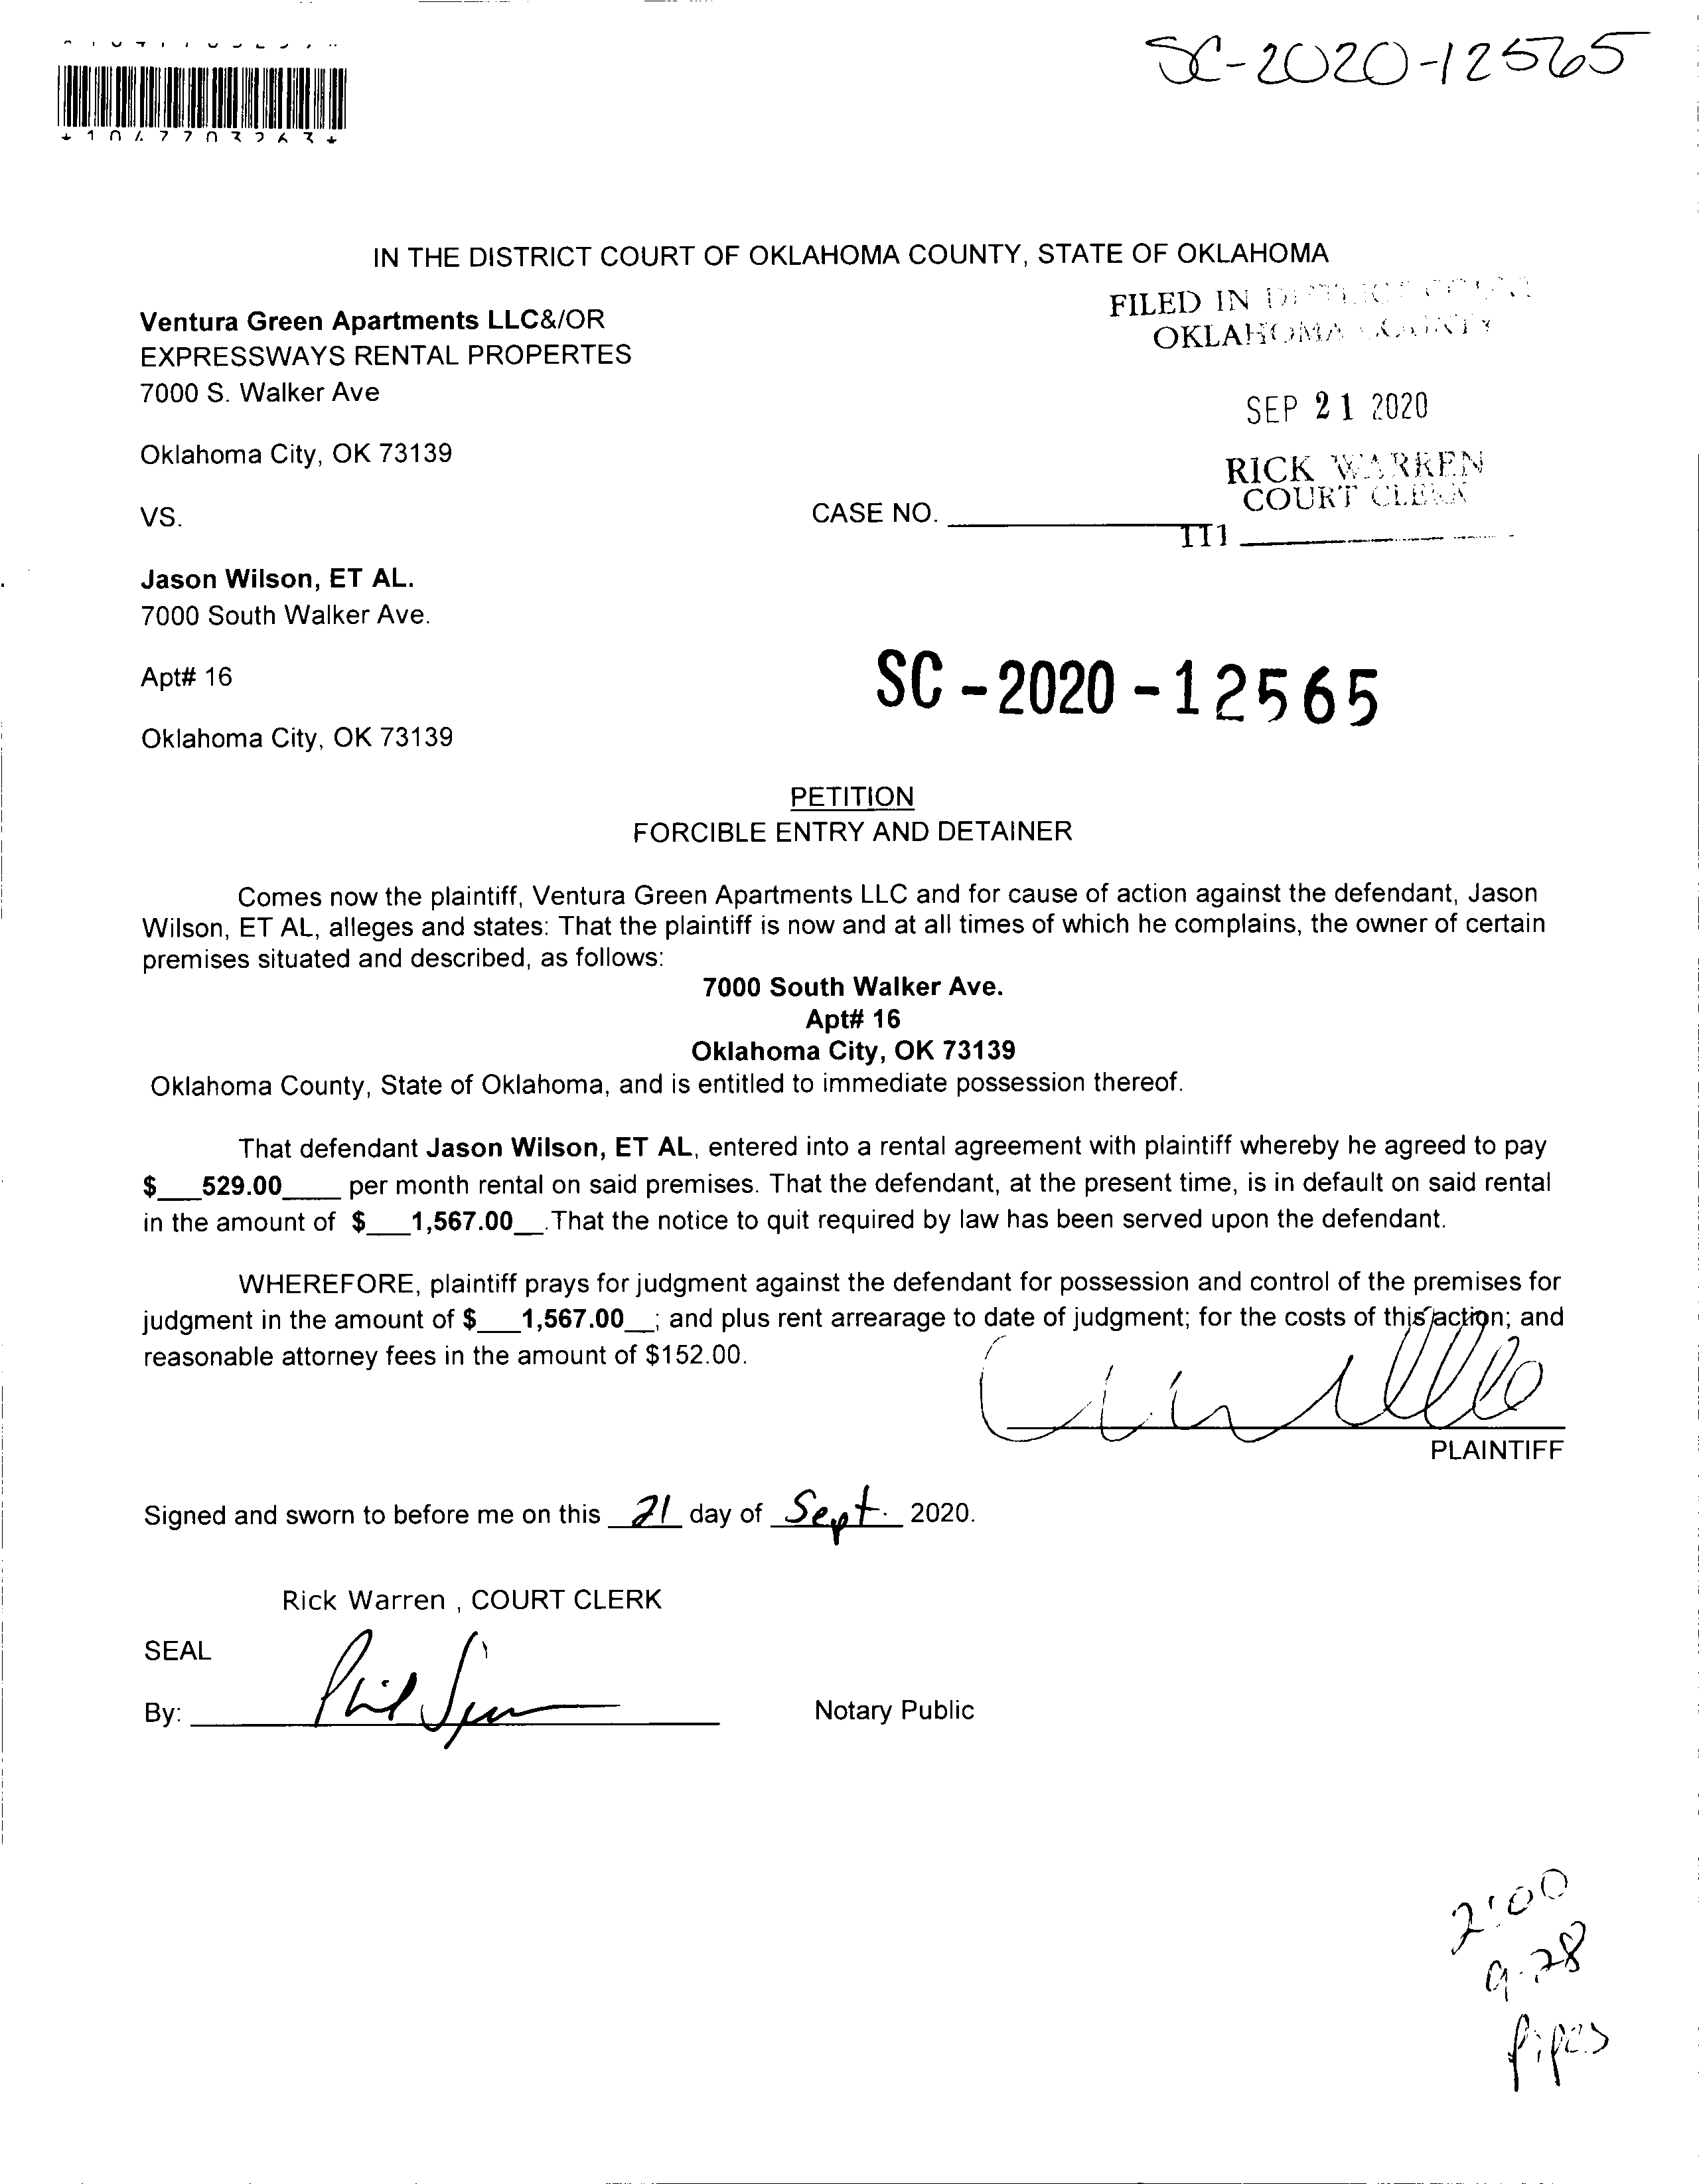 SC-2020-12565
IN THE DISTRICT COURT OF OKLAHOMA COUNTY, STATE OF OKLAHOMA
FILED IN DISTRICT COURT
OKLAHOMA COUNTY
Ventura Green Apartments LLC&/OR
EXPRESSWAYS RENTAL PROPERTES
7000 S. Walker Ave
SEP 21 2020
Oklahoma City, OK 73139
RICK WARREN
COURT CLERK
VS.
CASE NO.
111
Jason Wilson, ET AL.
7000 South Walker Ave.
Apt# 16
SC-2020-12565
Oklahoma City, OK 73139
PETITION
FORCIBLE ENTRY AND DETAINER
Comes now the plaintiff, Ventura Green Apartments LLC and for cause of action against the defendant, Jason
Wilson, ET AL, alleges and states: That the plaintiff is now and at all times of which he complains, the owner of certain
premises situated and described, as follows:
7000 South Walker Ave.
Apt# 16
Oklahoma City, OK 73139
Oklahoma County, State of Oklahoma, and is entitled to immediate possession thereof.
That defendant Jason Wilson, ET AL, entered into a rental agreement with plaintiff whereby he agreed to pay
$___529.00____ per month rental on said premises. That the defendant, at the present time, is in default on said rental
in the amount of $___1,567.00__.That the notice to quit required by law has been served upon the defendant.
WHEREFORE, plaintiff prays for judgment against the defendant for possession and control of the premises for
judgment in the amount of $___1,567.00__; and plus rent arrearage to date of judgment; for the costs of this action; and
reasonable attorney fees in the amount of $152.00.
PLAINTIFF
Signed and sworn to before me on this 21 day of Sept. 2020.
Rick Warren , COURT CLERK
SEAL
By:
Notary Public
2:00
9-28
Pipes